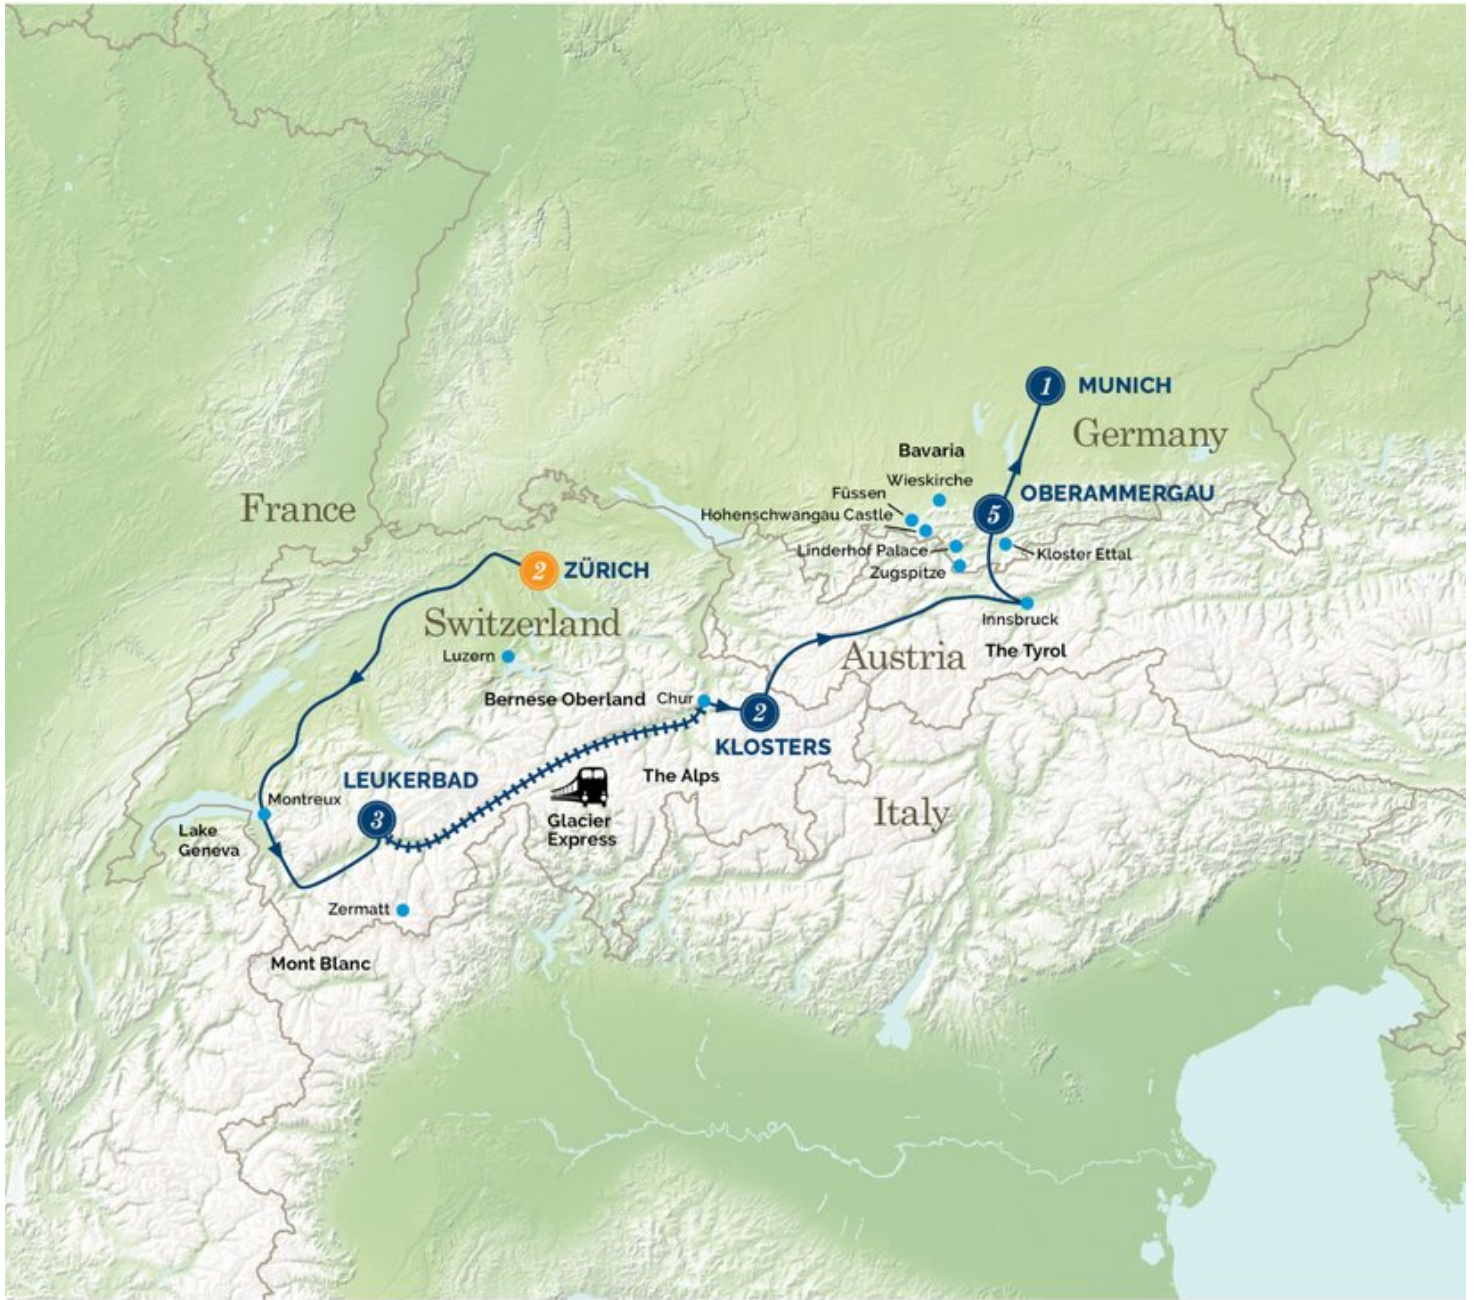 1
MUNICH
Germany
Bavaria
Wieskirche
Füssen
Hohenschwangau Castle
OBERAMMERGAU
5
France
Linderhof Palace
Kloster Ettal
Zugspitze
2
ZÜRICH
Switzerland
Innsbruck
Luzern
Austria
The Tyrol
Bernese Oberland
Chur
2
KLOSTERS
LEUKERBAD
The Alps
Montreux
3
Italy
Glacier
Express
Lake
Geneva
Zermatt
Mont Blanc